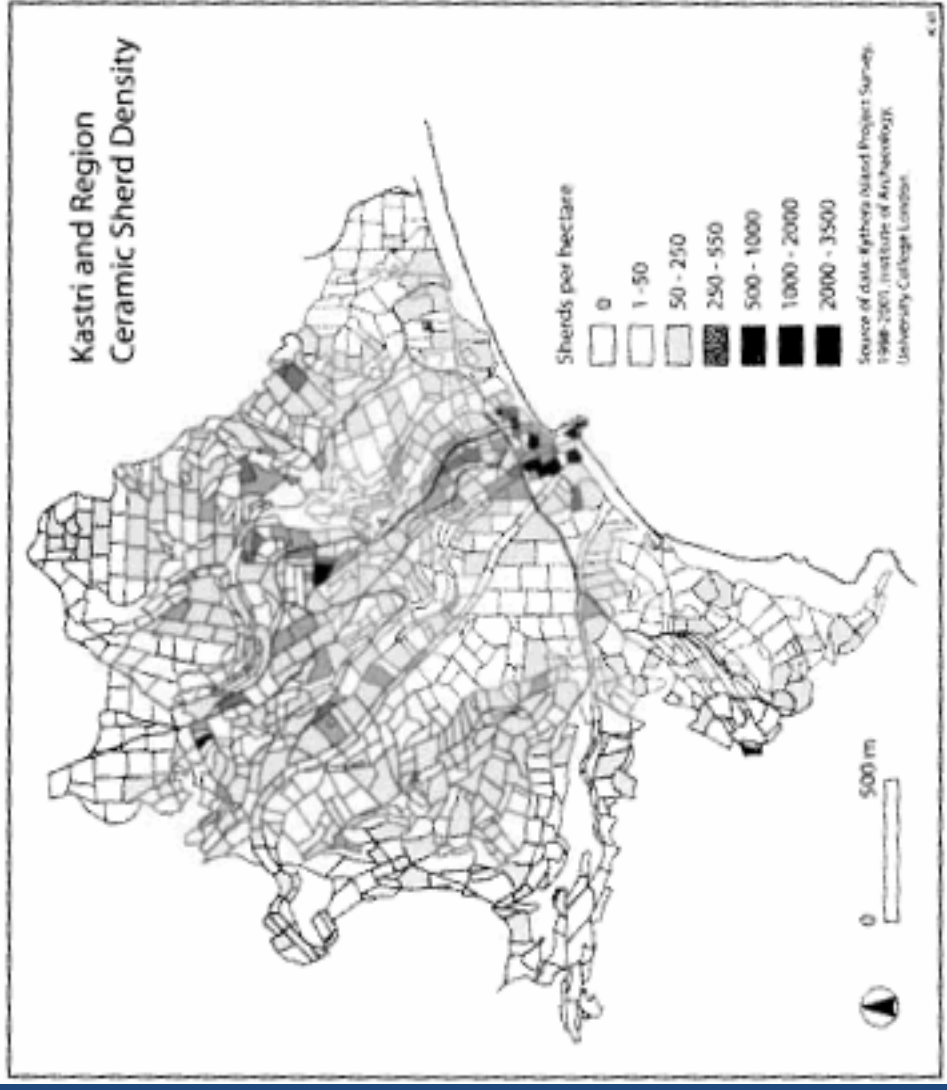 Kastri and Region
Ceramic Sherd Density
Sherds per hectare
0
1 -50
50 - 250
250 - 550
500 - 1000
1000 - 2000
2000 - 3500
Source of data: Kythera Island Project Survey,
1998-2001, Institute of Archaeology,
University College London.
0 500 m